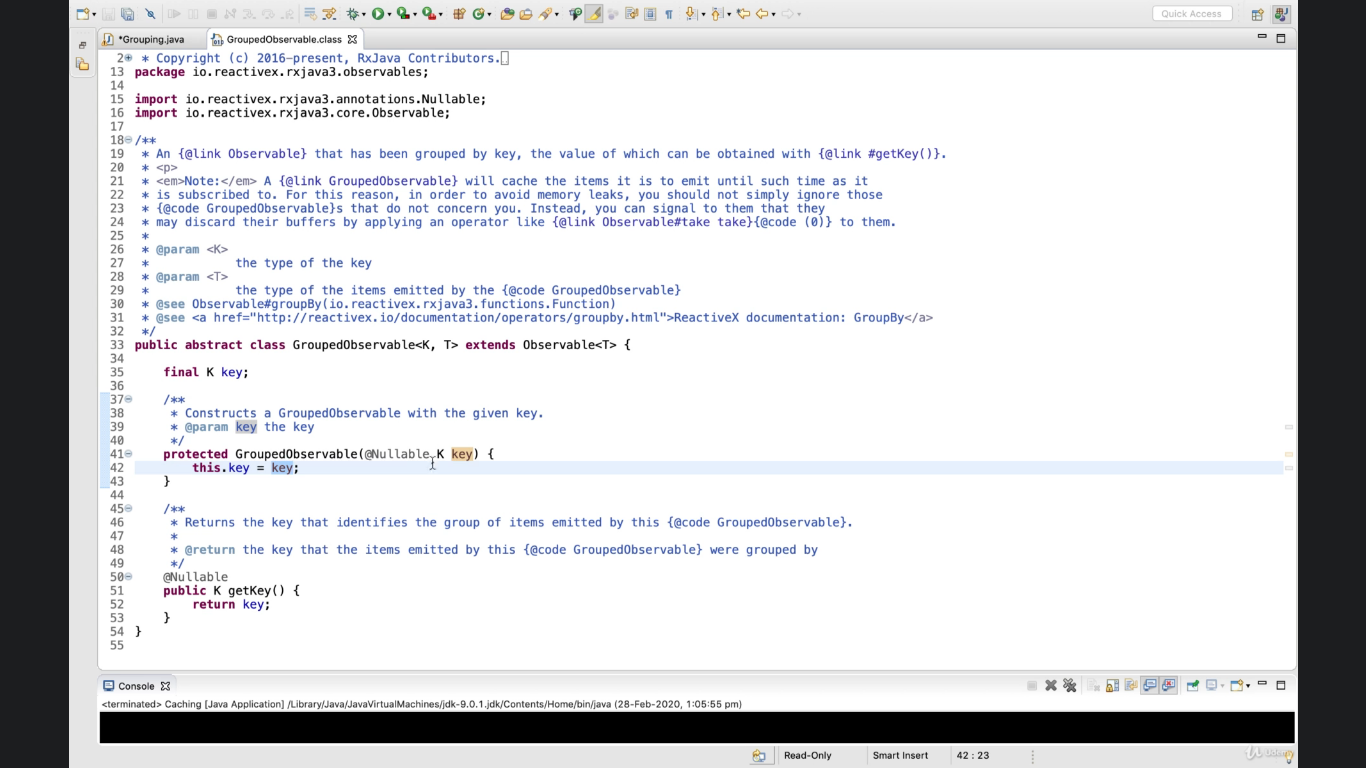 Quick Access
*Grouping.java
GroupedObservable.class
2 * Copyright (c) 2016-present, RxJava Contributors.
13 package io.reactivex.rxjava3.observables;
14
15 import io.reactivex.rxjava3.annotations.Nullable;
16 import io.reactivex.rxjava3.core.Observable;
17
18 /**
19 * An {@link Observable} that has been grouped by key, the value of which can be obtained with {@link #getKey()}.
20 * <p>
21 * <em>Note:</em> A {@link GroupedObservable} will cache the items it is to emit until such time as it
22 * is subscribed to. For this reason, in order to avoid memory leaks, you should not simply ignore those
23 * {@code GroupedObservable}s that do not concern you. Instead, you can signal to them that they
24 * may discard their buffers by applying an operator like {@link Observable#take take}{@code (0)} to them.
25 *
26 * @param <K>
27 * the type of the key
28 * @param <T>
29 * the type of the items emitted by the {@code GroupedObservable}
30 * @see Observable#groupBy(io.reactivex.rxjava3.functions.Function)
31 * @see <a href="http://reactivex.io/documentation/operators/groupby.html">ReactiveX documentation: GroupBy</a>
32 */
33 public abstract class GroupedObservable<K, T> extends Observable<T> {
34
35 final K key;
36
37 /**
38 * Constructs a GroupedObservable with the given key.
39 * @param key the key
40 */
41 protected GroupedObservable(@Nullable K key) {
42 this.key = key;
43 }
44
45 /**
46 * Returns the key that identifies the group of items emitted by this {@code GroupedObservable}.
47 *
48 * @return the key that the items emitted by this {@code GroupedObservable} were grouped by
49 */
50 @Nullable
51 public K getKey() {
52 return key;
53 }
54 }
55
Console
<terminated> Caching [Java Application] /Library/Java/JavaVirtualMachines/jdk-9.0.1.jdk/Contents/Home/bin/java (28-Feb-2020, 1:05:55 pm)
Read-Only
Smart Insert
42 : 23
Udemy